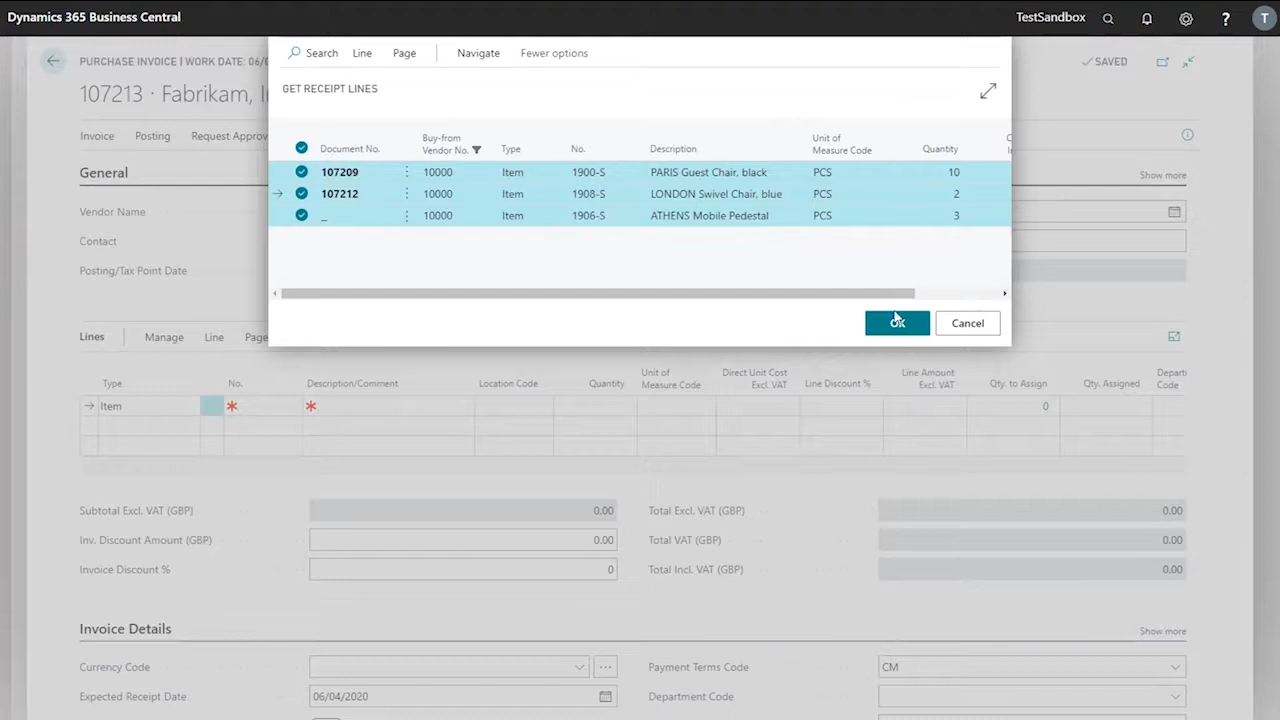 Dynamics 365 Business Central
TestSandbox
?
T
PURCHASE INVOICE | WORK DATE: 06/0
SAVED
107213 · Fabrikam, I
Invoice Posting Request Approv
General
Show more
Vendor Name
Contact
Posting/Tax Point Date
Search Line Page Navigate Fewer options
GET RECEIPT LINES
Document No. Buy-from Vendor No. Type No. Description Unit of Measure Code Quantity
107209 10000 Item 1900-S PARIS Guest Chair, black PCS 10
107212 10000 Item 1908-S LONDON Swivel Chair, blue PCS 2
_ 10000 Item 1906-S ATHENS Mobile Pedestal PCS 3
OK Cancel
Lines Manage Line Page
Type No. Description/Comment Location Code Quantity Unit of Measure Code Direct Unit Cost Excl. VAT Line Discount % Line Amount Excl. VAT Qty. to Assign Qty. Assigned Departı Code
Item * * 0
Subtotal Excl. VAT (GBP) 0.00 Total Excl. VAT (GBP) 0.00
Inv. Discount Amount (GBP) 0.00 Total VAT (GBP) 0.00
Invoice Discount % 0 Total Incl. VAT (GBP) 0.00
Invoice Details
Show more
Currency Code Payment Terms Code CM
Expected Receipt Date 06/04/2020 Department Code